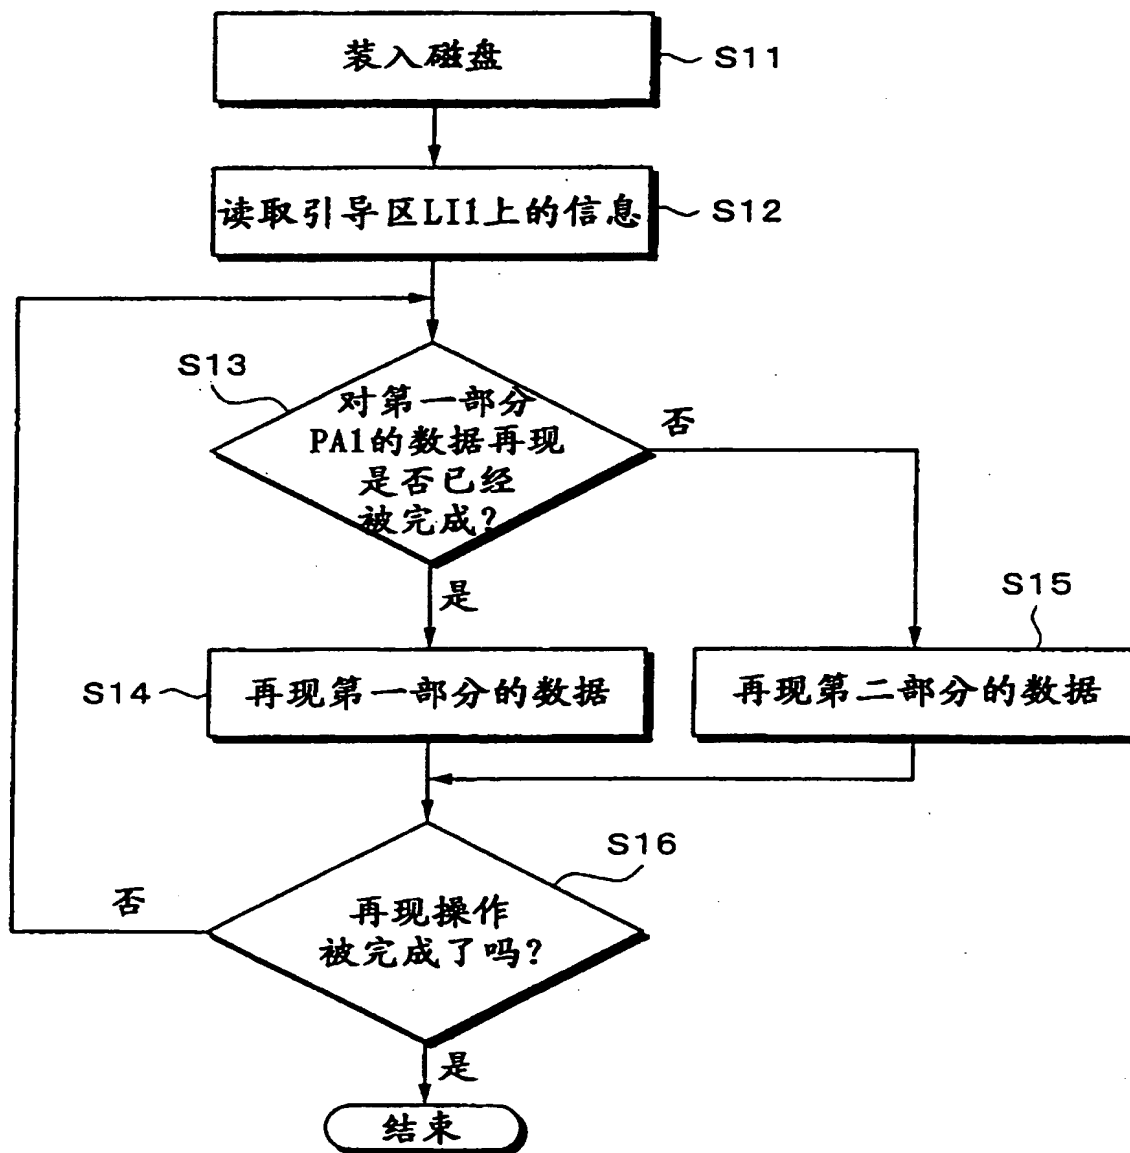 装入磁盘
S11
读取引导区LI1上的信息
S12
S13
对第一部分
PA1的数据再现
是否已经
被完成?
否
是
S15
S14
再现第一部分的数据
再现第二部分的数据
S16
否
再现操作
被完成了吗?
是
结束